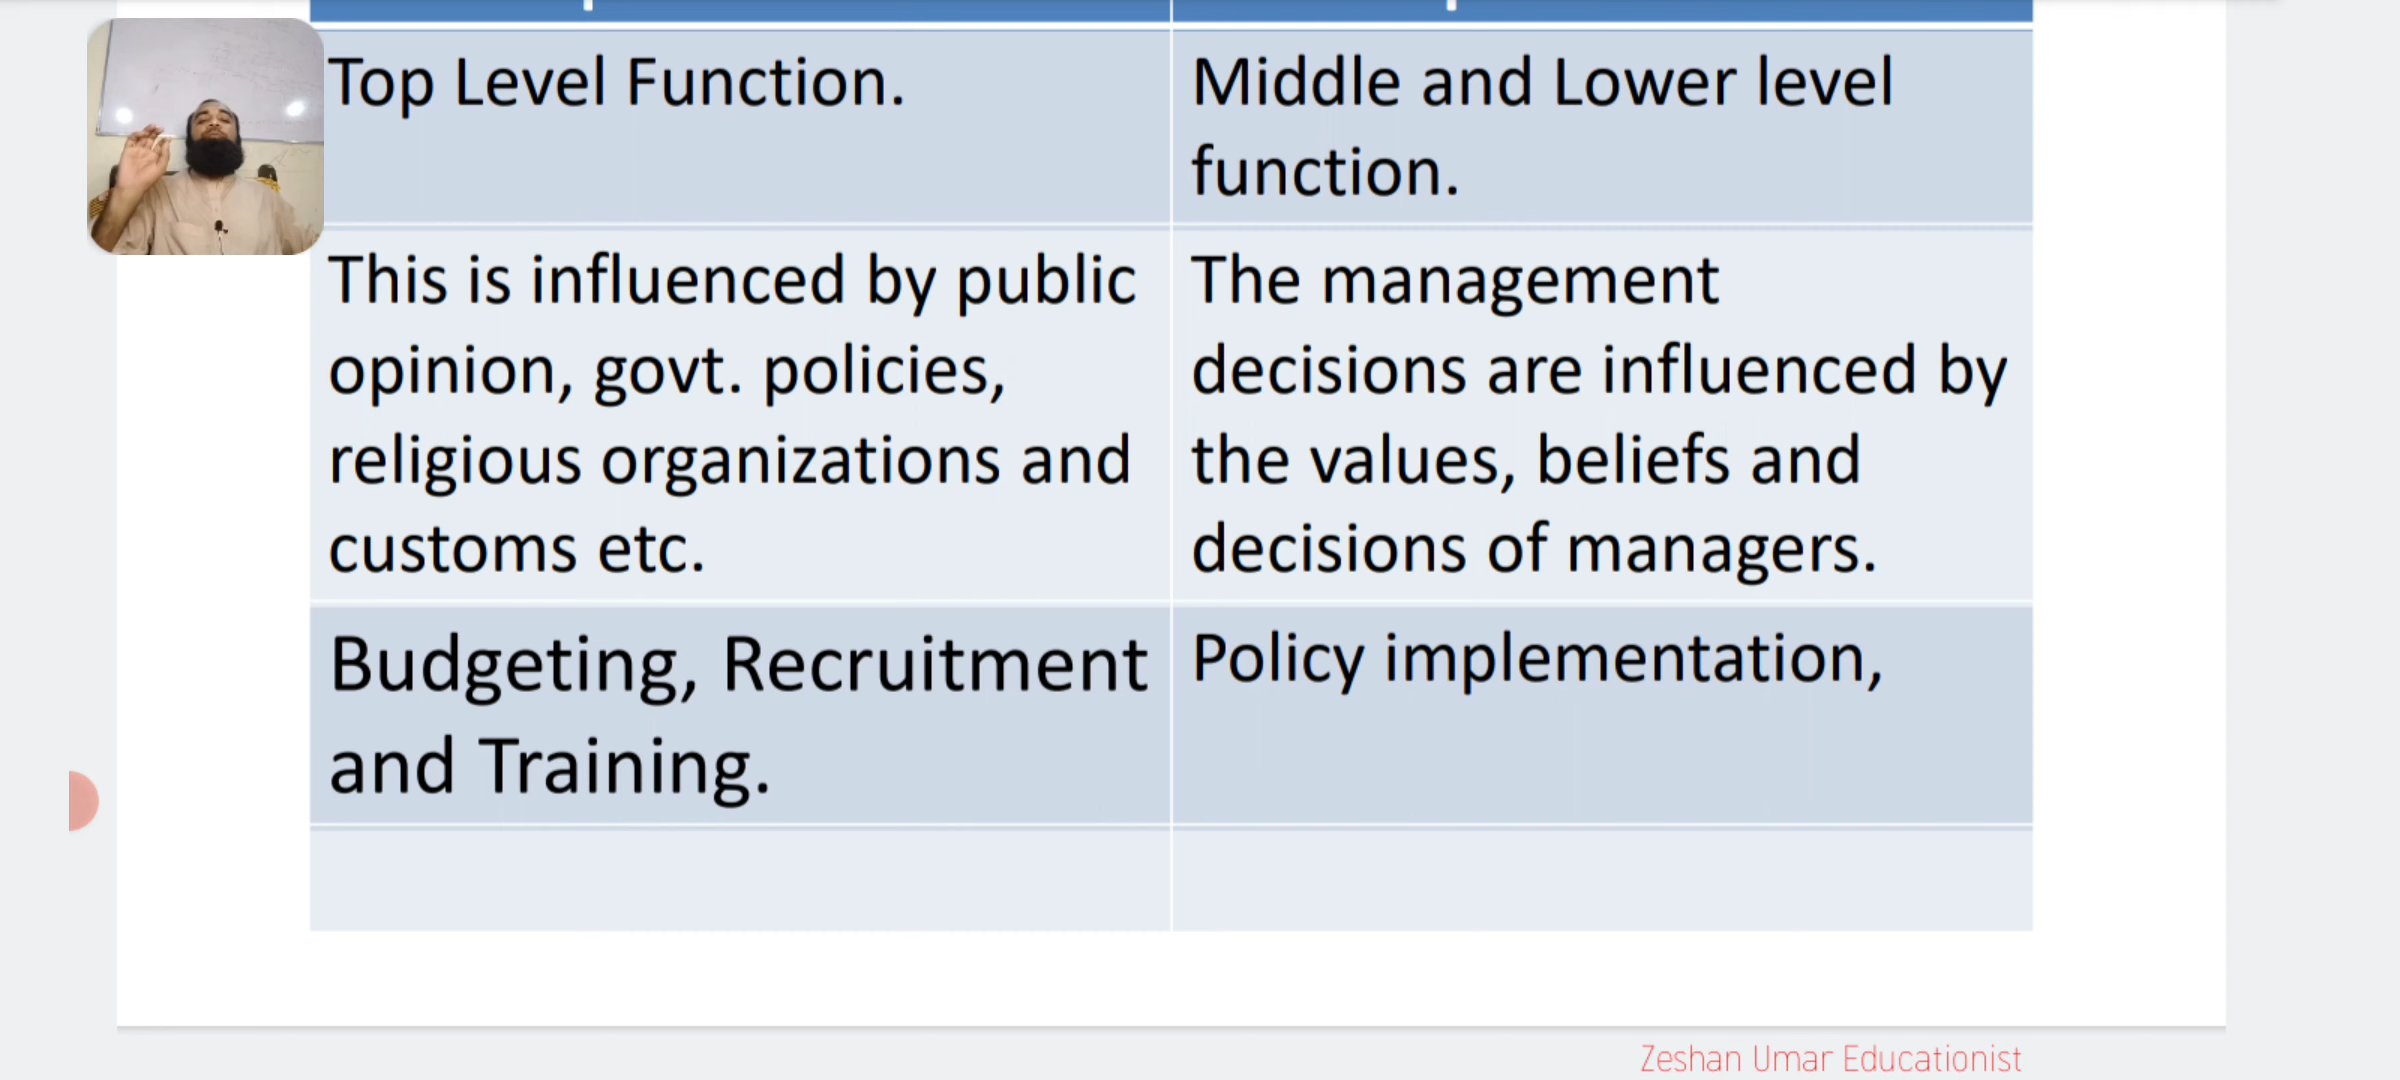 Top Level Function.
Middle and Lower level
function.
This is influenced by public
opinion, govt. policies,
religious organizations and
customs etc.
The management
decisions are influenced by
the values, beliefs and
decisions of managers.
Budgeting, Recruitment
and Training.
Policy implementation,
Zeshan Umar Educationist